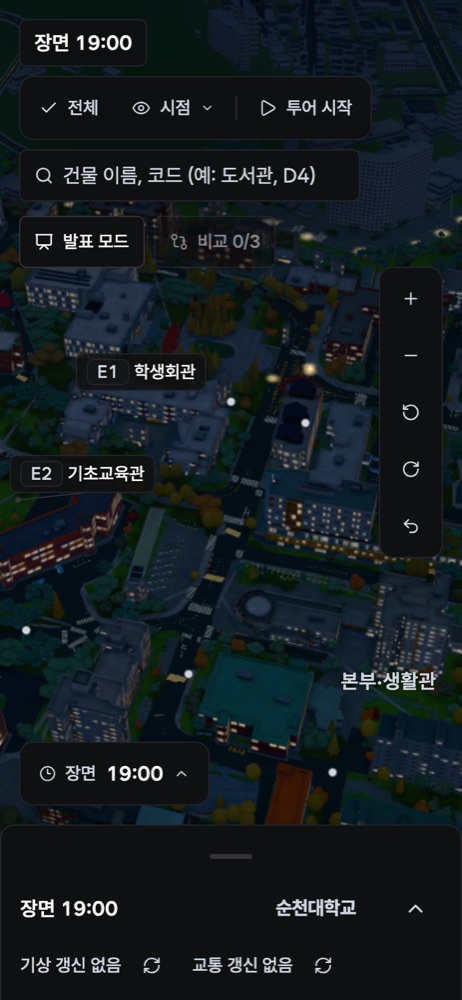 장면 19:00
전체 시점 투어 시작
건물 이름, 코드 (예: 도서관, D4)
발표 모드 비교 0/3
E1 학생회관
E2 기초교육관
본부·생활관
장면 19:00
장면 19:00 순천대학교
기상 갱신 없음 교통 갱신 없음